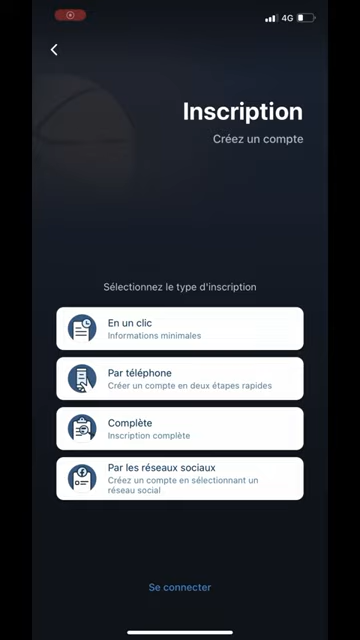 4G
Inscription
Créez un compte
Sélectionnez le type d'inscription
En un clic
Informations minimales
Par téléphone
Créer un compte en deux étapes rapides
Complète
Inscription complète
Par les réseaux sociaux
Créez un compte en sélectionnant un
réseau social
Se connecter